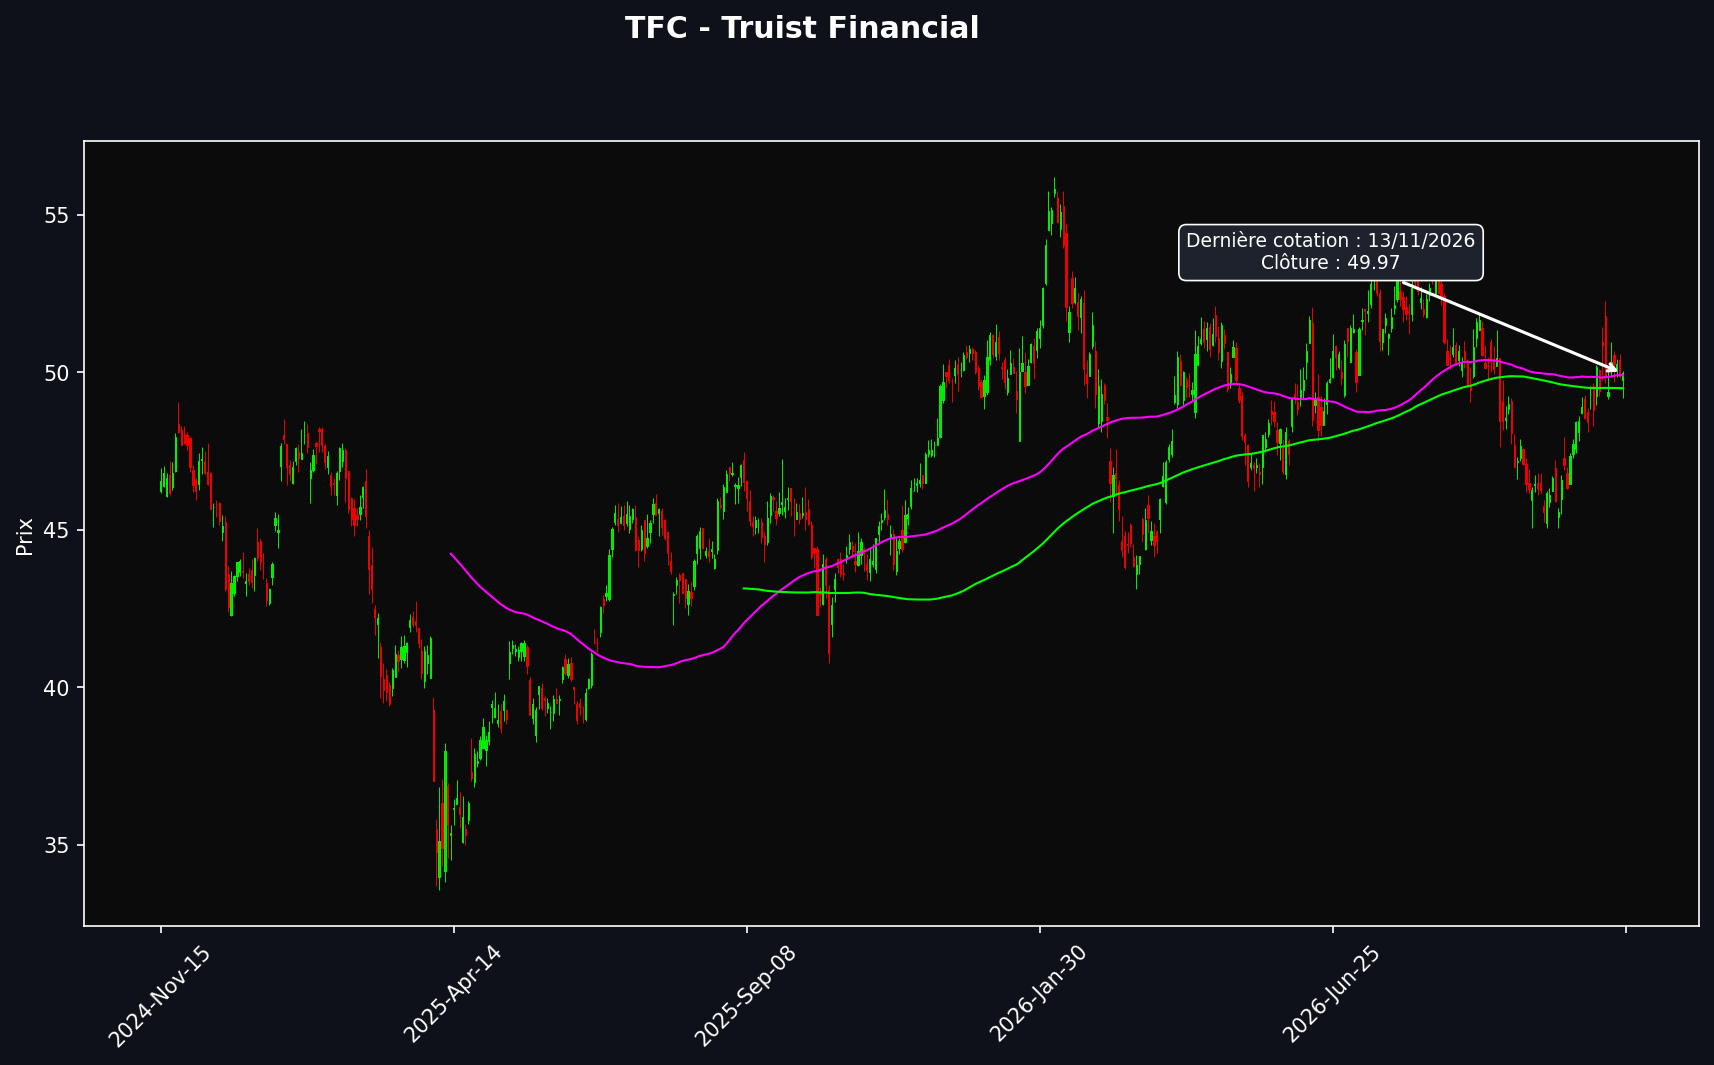 TFC - Truist Financial
Dernière cotation : 13/11/2026
Clôture : 49.97
Prix
55
50
45
40
35
2024-Nov-15
2025-Apr-14
2025-Sep-08
2026-Jan-30
2026-Jun-25